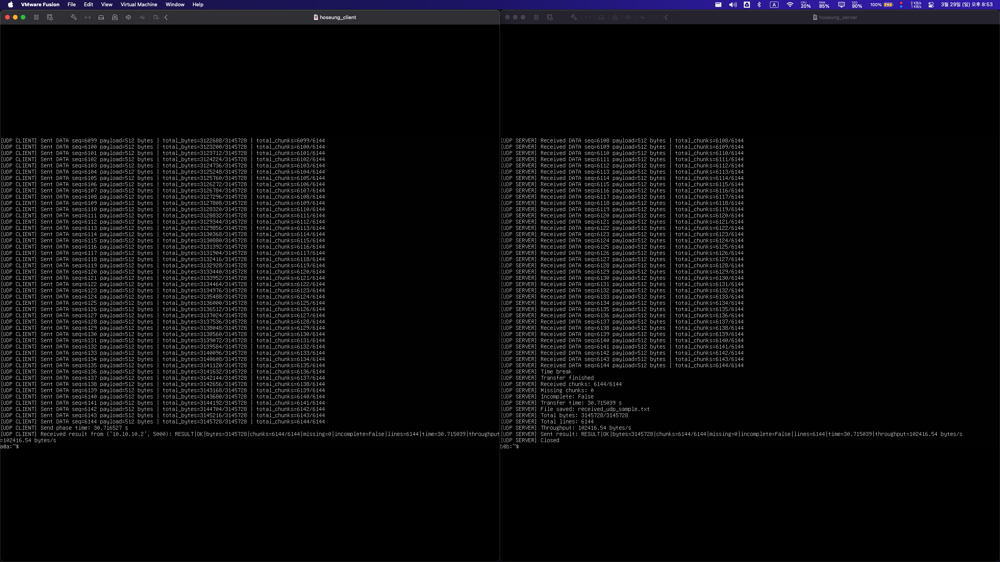 VMware Fusion File Edit View Virtual Machine Window Help A CPU 20% RAM 85% SSD 90% 100% 2 KB/s 1 KB/s 3월 29일 (일) 오후 8:53
hoseung_client
[UDP CLIENT] Sent DATA seq=6099 payload=512 bytes | total_bytes=3122688/3145728 | total_chunks=6099/6144
[UDP CLIENT] Sent DATA seq=6100 payload=512 bytes | total_bytes=3123200/3145728 | total_chunks=6100/6144
[UDP CLIENT] Sent DATA seq=6101 payload=512 bytes | total_bytes=3123712/3145728 | total_chunks=6101/6144
[UDP CLIENT] Sent DATA seq=6102 payload=512 bytes | total_bytes=3124224/3145728 | total_chunks=6102/6144
[UDP CLIENT] Sent DATA seq=6103 payload=512 bytes | total_bytes=3124736/3145728 | total_chunks=6103/6144
[UDP CLIENT] Sent DATA seq=6104 payload=512 bytes | total_bytes=3125248/3145728 | total_chunks=6104/6144
[UDP CLIENT] Sent DATA seq=6105 payload=512 bytes | total_bytes=3125760/3145728 | total_chunks=6105/6144
[UDP CLIENT] Sent DATA seq=6106 payload=512 bytes | total_bytes=3126272/3145728 | total_chunks=6106/6144
[UDP CLIENT] Sent DATA seq=6107 payload=512 bytes | total_bytes=3126784/3145728 | total_chunks=6107/6144
[UDP CLIENT] Sent DATA seq=6108 payload=512 bytes | total_bytes=3127296/3145728 | total_chunks=6108/6144
[UDP CLIENT] Sent DATA seq=6109 payload=512 bytes | total_bytes=3127808/3145728 | total_chunks=6109/6144
[UDP CLIENT] Sent DATA seq=6110 payload=512 bytes | total_bytes=3128320/3145728 | total_chunks=6110/6144
[UDP CLIENT] Sent DATA seq=6111 payload=512 bytes | total_bytes=3128832/3145728 | total_chunks=6111/6144
[UDP CLIENT] Sent DATA seq=6112 payload=512 bytes | total_bytes=3129344/3145728 | total_chunks=6112/6144
[UDP CLIENT] Sent DATA seq=6113 payload=512 bytes | total_bytes=3129856/3145728 | total_chunks=6113/6144
[UDP CLIENT] Sent DATA seq=6114 payload=512 bytes | total_bytes=3130368/3145728 | total_chunks=6114/6144
[UDP CLIENT] Sent DATA seq=6115 payload=512 bytes | total_bytes=3130880/3145728 | total_chunks=6115/6144
[UDP CLIENT] Sent DATA seq=6116 payload=512 bytes | total_bytes=3131392/3145728 | total_chunks=6116/6144
[UDP CLIENT] Sent DATA seq=6117 payload=512 bytes | total_bytes=3131904/3145728 | total_chunks=6117/6144
[UDP CLIENT] Sent DATA seq=6118 payload=512 bytes | total_bytes=3132416/3145728 | total_chunks=6118/6144
[UDP CLIENT] Sent DATA seq=6119 payload=512 bytes | total_bytes=3132928/3145728 | total_chunks=6119/6144
[UDP CLIENT] Sent DATA seq=6120 payload=512 bytes | total_bytes=3133440/3145728 | total_chunks=6120/6144
[UDP CLIENT] Sent DATA seq=6121 payload=512 bytes | total_bytes=3133952/3145728 | total_chunks=6121/6144
[UDP CLIENT] Sent DATA seq=6122 payload=512 bytes | total_bytes=3134464/3145728 | total_chunks=6122/6144
[UDP CLIENT] Sent DATA seq=6123 payload=512 bytes | total_bytes=3134976/3145728 | total_chunks=6123/6144
[UDP CLIENT] Sent DATA seq=6124 payload=512 bytes | total_bytes=3135488/3145728 | total_chunks=6124/6144
[UDP CLIENT] Sent DATA seq=6125 payload=512 bytes | total_bytes=3136000/3145728 | total_chunks=6125/6144
[UDP CLIENT] Sent DATA seq=6126 payload=512 bytes | total_bytes=3136512/3145728 | total_chunks=6126/6144
[UDP CLIENT] Sent DATA seq=6127 payload=512 bytes | total_bytes=3137024/3145728 | total_chunks=6127/6144
[UDP CLIENT] Sent DATA seq=6128 payload=512 bytes | total_bytes=3137536/3145728 | total_chunks=6128/6144
[UDP CLIENT] Sent DATA seq=6129 payload=512 bytes | total_bytes=3138048/3145728 | total_chunks=6129/6144
[UDP CLIENT] Sent DATA seq=6130 payload=512 bytes | total_bytes=3138560/3145728 | total_chunks=6130/6144
[UDP CLIENT] Sent DATA seq=6131 payload=512 bytes | total_bytes=3139072/3145728 | total_chunks=6131/6144
[UDP CLIENT] Sent DATA seq=6132 payload=512 bytes | total_bytes=3139584/3145728 | total_chunks=6132/6144
[UDP CLIENT] Sent DATA seq=6133 payload=512 bytes | total_bytes=3140096/3145728 | total_chunks=6133/6144
[UDP CLIENT] Sent DATA seq=6134 payload=512 bytes | total_bytes=3140608/3145728 | total_chunks=6134/6144
[UDP CLIENT] Sent DATA seq=6135 payload=512 bytes | total_bytes=3141120/3145728 | total_chunks=6135/6144
[UDP CLIENT] Sent DATA seq=6136 payload=512 bytes | total_bytes=3141632/3145728 | total_chunks=6136/6144
[UDP CLIENT] Sent DATA seq=6137 payload=512 bytes | total_bytes=3142144/3145728 | total_chunks=6137/6144
[UDP CLIENT] Sent DATA seq=6138 payload=512 bytes | total_bytes=3142656/3145728 | total_chunks=6138/6144
[UDP CLIENT] Sent DATA seq=6139 payload=512 bytes | total_bytes=3143168/3145728 | total_chunks=6139/6144
[UDP CLIENT] Sent DATA seq=6140 payload=512 bytes | total_bytes=3143680/3145728 | total_chunks=6140/6144
[UDP CLIENT] Sent DATA seq=6141 payload=512 bytes | total_bytes=3144192/3145728 | total_chunks=6141/6144
[UDP CLIENT] Sent DATA seq=6142 payload=512 bytes | total_bytes=3144704/3145728 | total_chunks=6142/6144
[UDP CLIENT] Sent DATA seq=6143 payload=512 bytes | total_bytes=3145216/3145728 | total_chunks=6143/6144
[UDP CLIENT] Sent DATA seq=6144 payload=512 bytes | total_bytes=3145728/3145728 | total_chunks=6144/6144
[UDP CLIENT] Send phase time: 30.716527 s
[UDP CLIENT] Received result from ('10.10.10.2', 5000): RESULT|OK|bytes=3145728|chunks=6144/6144|missing=0|incomplete=False|lines=6144|time=30.715039|throughput
=102416.54 bytes/s
a@a:~$
hoseung_server
[UDP SERVER] Received DATA seq=6108 payload=512 bytes | total_chunks=6108/6144
[UDP SERVER] Received DATA seq=6109 payload=512 bytes | total_chunks=6109/6144
[UDP SERVER] Received DATA seq=6110 payload=512 bytes | total_chunks=6110/6144
[UDP SERVER] Received DATA seq=6111 payload=512 bytes | total_chunks=6111/6144
[UDP SERVER] Received DATA seq=6112 payload=512 bytes | total_chunks=6112/6144
[UDP SERVER] Received DATA seq=6113 payload=512 bytes | total_chunks=6113/6144
[UDP SERVER] Received DATA seq=6114 payload=512 bytes | total_chunks=6114/6144
[UDP SERVER] Received DATA seq=6115 payload=512 bytes | total_chunks=6115/6144
[UDP SERVER] Received DATA seq=6116 payload=512 bytes | total_chunks=6116/6144
[UDP SERVER] Received DATA seq=6117 payload=512 bytes | total_chunks=6117/6144
[UDP SERVER] Received DATA seq=6118 payload=512 bytes | total_chunks=6118/6144
[UDP SERVER] Received DATA seq=6119 payload=512 bytes | total_chunks=6119/6144
[UDP SERVER] Received DATA seq=6120 payload=512 bytes | total_chunks=6120/6144
[UDP SERVER] Received DATA seq=6121 payload=512 bytes | total_chunks=6121/6144
[UDP SERVER] Received DATA seq=6122 payload=512 bytes | total_chunks=6122/6144
[UDP SERVER] Received DATA seq=6123 payload=512 bytes | total_chunks=6123/6144
[UDP SERVER] Received DATA seq=6124 payload=512 bytes | total_chunks=6124/6144
[UDP SERVER] Received DATA seq=6125 payload=512 bytes | total_chunks=6125/6144
[UDP SERVER] Received DATA seq=6126 payload=512 bytes | total_chunks=6126/6144
[UDP SERVER] Received DATA seq=6127 payload=512 bytes | total_chunks=6127/6144
[UDP SERVER] Received DATA seq=6128 payload=512 bytes | total_chunks=6128/6144
[UDP SERVER] Received DATA seq=6129 payload=512 bytes | total_chunks=6129/6144
[UDP SERVER] Received DATA seq=6130 payload=512 bytes | total_chunks=6130/6144
[UDP SERVER] Received DATA seq=6131 payload=512 bytes | total_chunks=6131/6144
[UDP SERVER] Received DATA seq=6132 payload=512 bytes | total_chunks=6132/6144
[UDP SERVER] Received DATA seq=6133 payload=512 bytes | total_chunks=6133/6144
[UDP SERVER] Received DATA seq=6134 payload=512 bytes | total_chunks=6134/6144
[UDP SERVER] Received DATA seq=6135 payload=512 bytes | total_chunks=6135/6144
[UDP SERVER] Received DATA seq=6136 payload=512 bytes | total_chunks=6136/6144
[UDP SERVER] Received DATA seq=6137 payload=512 bytes | total_chunks=6137/6144
[UDP SERVER] Received DATA seq=6138 payload=512 bytes | total_chunks=6138/6144
[UDP SERVER] Received DATA seq=6139 payload=512 bytes | total_chunks=6139/6144
[UDP SERVER] Received DATA seq=6140 payload=512 bytes | total_chunks=6140/6144
[UDP SERVER] Received DATA seq=6141 payload=512 bytes | total_chunks=6141/6144
[UDP SERVER] Received DATA seq=6142 payload=512 bytes | total_chunks=6142/6144
[UDP SERVER] Received DATA seq=6143 payload=512 bytes | total_chunks=6143/6144
[UDP SERVER] Received DATA seq=6144 payload=512 bytes | total_chunks=6144/6144
[UDP SERVER] Time break
[UDP SERVER] Transfer finished
[UDP SERVER] Received chunks: 6144/6144
[UDP SERVER] Missing chunks: 0
[UDP SERVER] Incomplete: False
[UDP SERVER] Transfer time: 30.715039 s
[UDP SERVER] File saved: received_udp_sample.txt
[UDP SERVER] Total bytes: 3145728/3145728
[UDP SERVER] Total lines: 6144
[UDP SERVER] Throughput: 102416.54 bytes/s
[UDP SERVER] Sent result: RESULT|OK|bytes=3145728|chunks=6144/6144|missing=0|incomplete=False|lines=6144|time=30.715039|throughput=102416.54 bytes/s
[UDP SERVER] Closed
b@b:~$